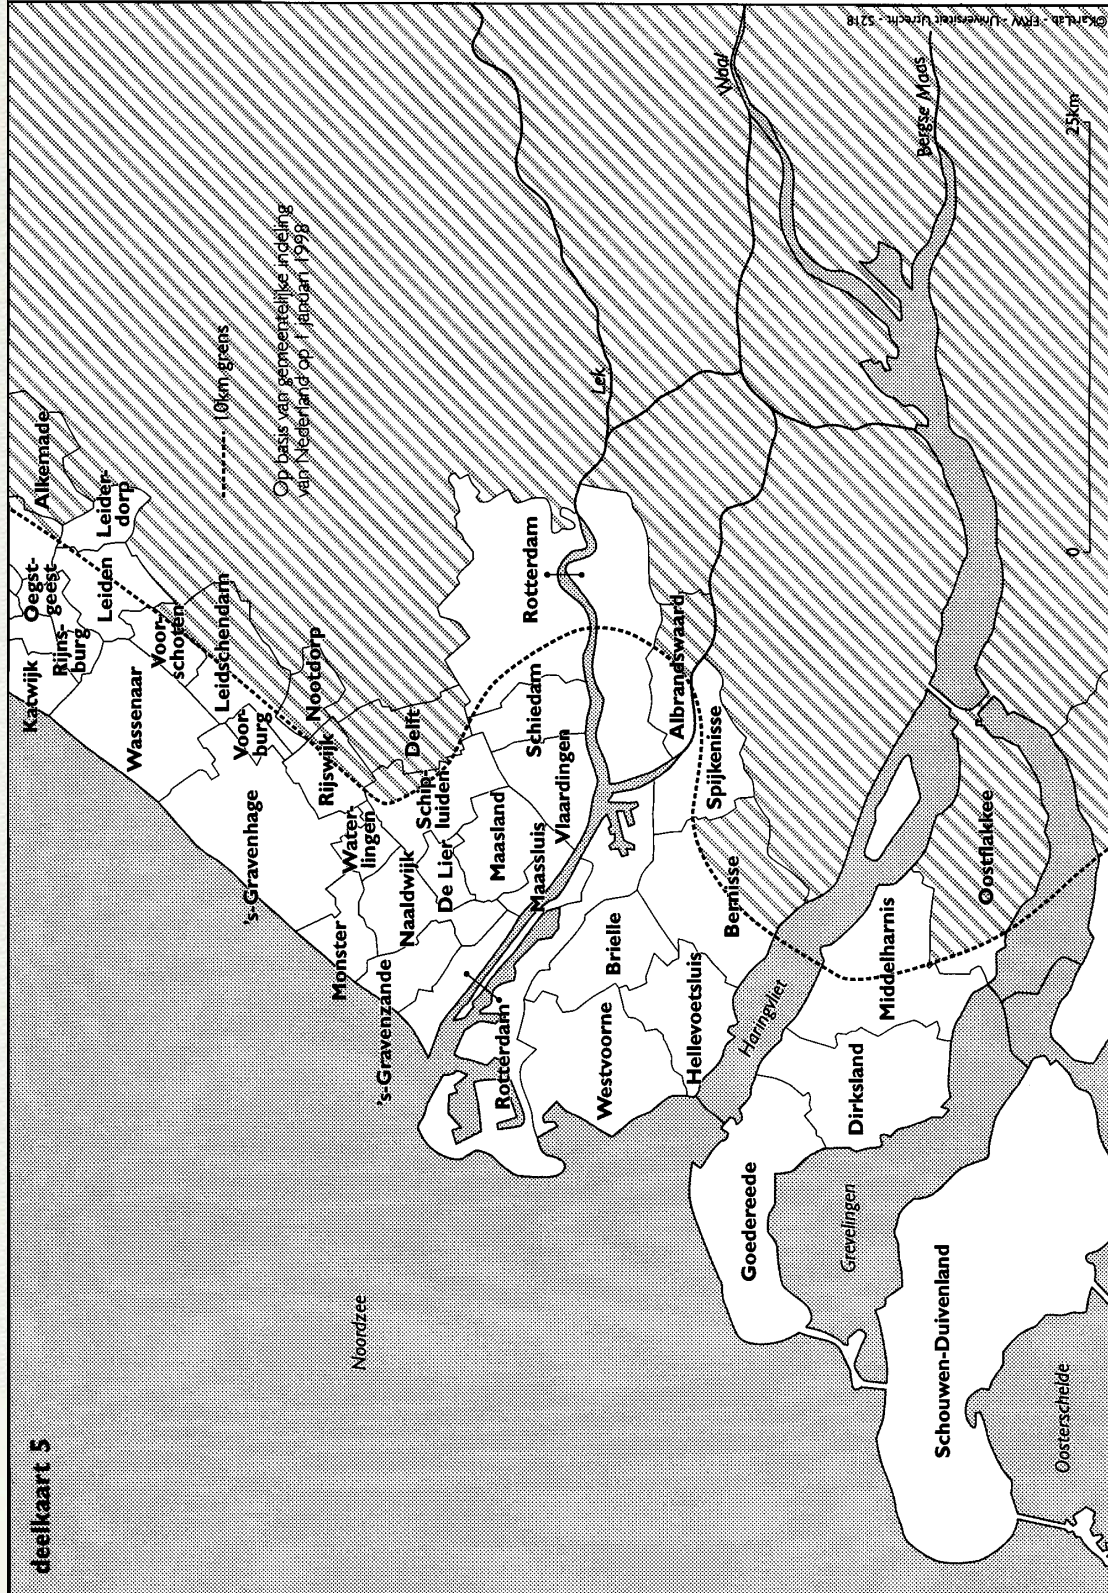 deelkaart 5
Katwijk
Oegst-
geest
Alkemade
Rijns-
burg
Leiden
Leider-
dorp
Wassenaar
Voor-
schoten
Leidschendam
10km grens
Op basis van gemeentelijke indeling
van Nederland op 1 januari 1998
's-Gravenhage
Voor-
burg
Nootdorp
Rijswijk
Water-
lingen
Monster
Naaldwijk
Delft
Schip-
luiden
De Lier
's-Gravenzande
Maasland
Schiedam
Rotterdam
Maassluis
Vlaardingen
Rotterdam
Lek
Noordzee
Westvoorne
Brielle
Albrandswaard
Hellevoetsluis
Bernisse
Spijkenisse
Waal
Haringvliet
Goedereede
Grevelingen
Dirksland
Middelharnis
Bergse Maas
Schouwen-Duivenland
Oostflakkee
Oosterschelde
0
25km
©KartLab - FRW - Universiteit Utrecht - 5218